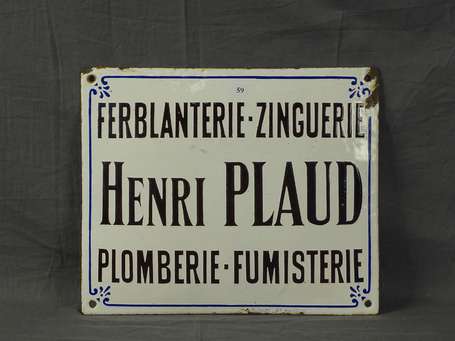 59
FERBLANTERIE·ZINGUERIE
HENRI PLAUD
PLOMBERIE·FUMISTERIE